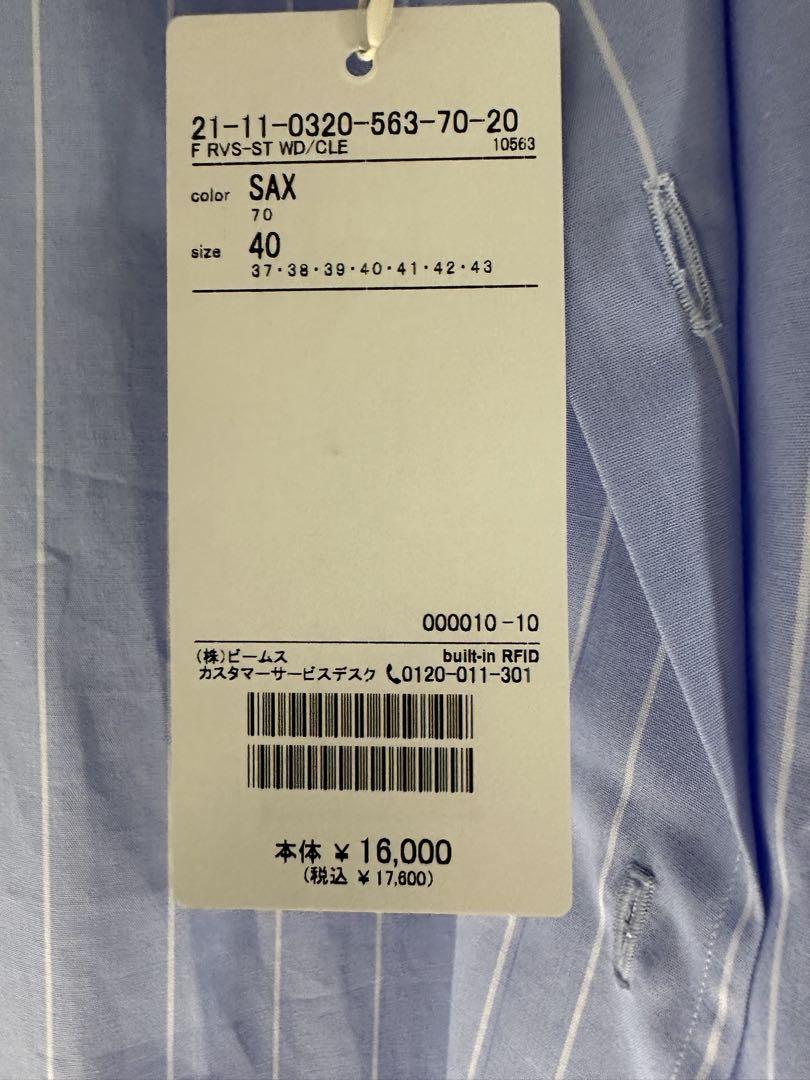 21-11-0320-563-70-20
F RVS-ST WD/CLE 10563
color SAX
70
size 40
37・38・39・40・41・42・43
000010-10
(株)ビームス built-in RFID
カスタマーサービスデスク 0120-011-301
本体 ¥ 16,000
(税込 ¥ 17,600)